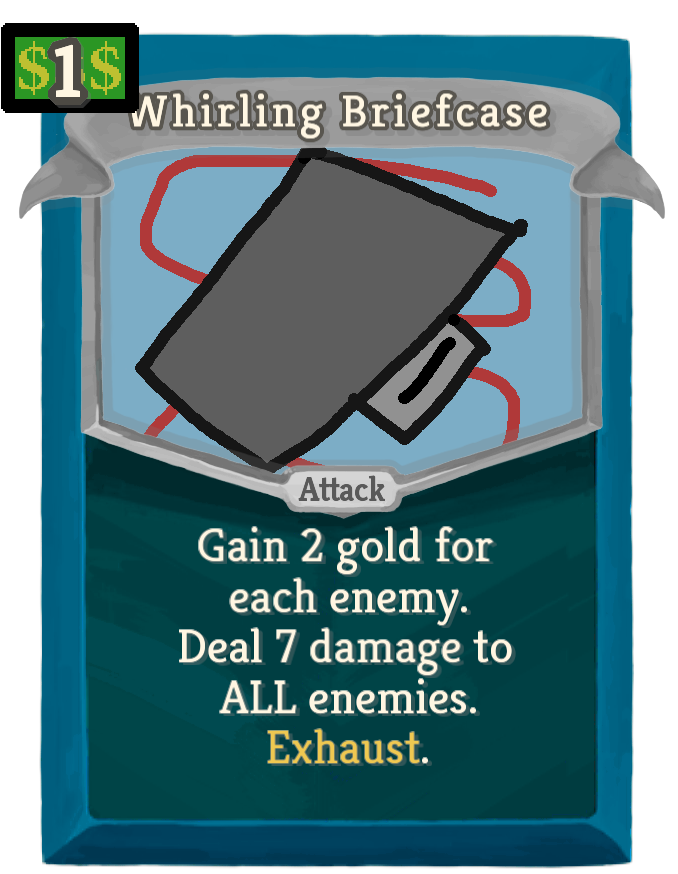 $1$
Whirling Briefcase
Attack
Gain 2 gold for
each enemy.
Deal 7 damage to
ALL enemies.
Exhaust.